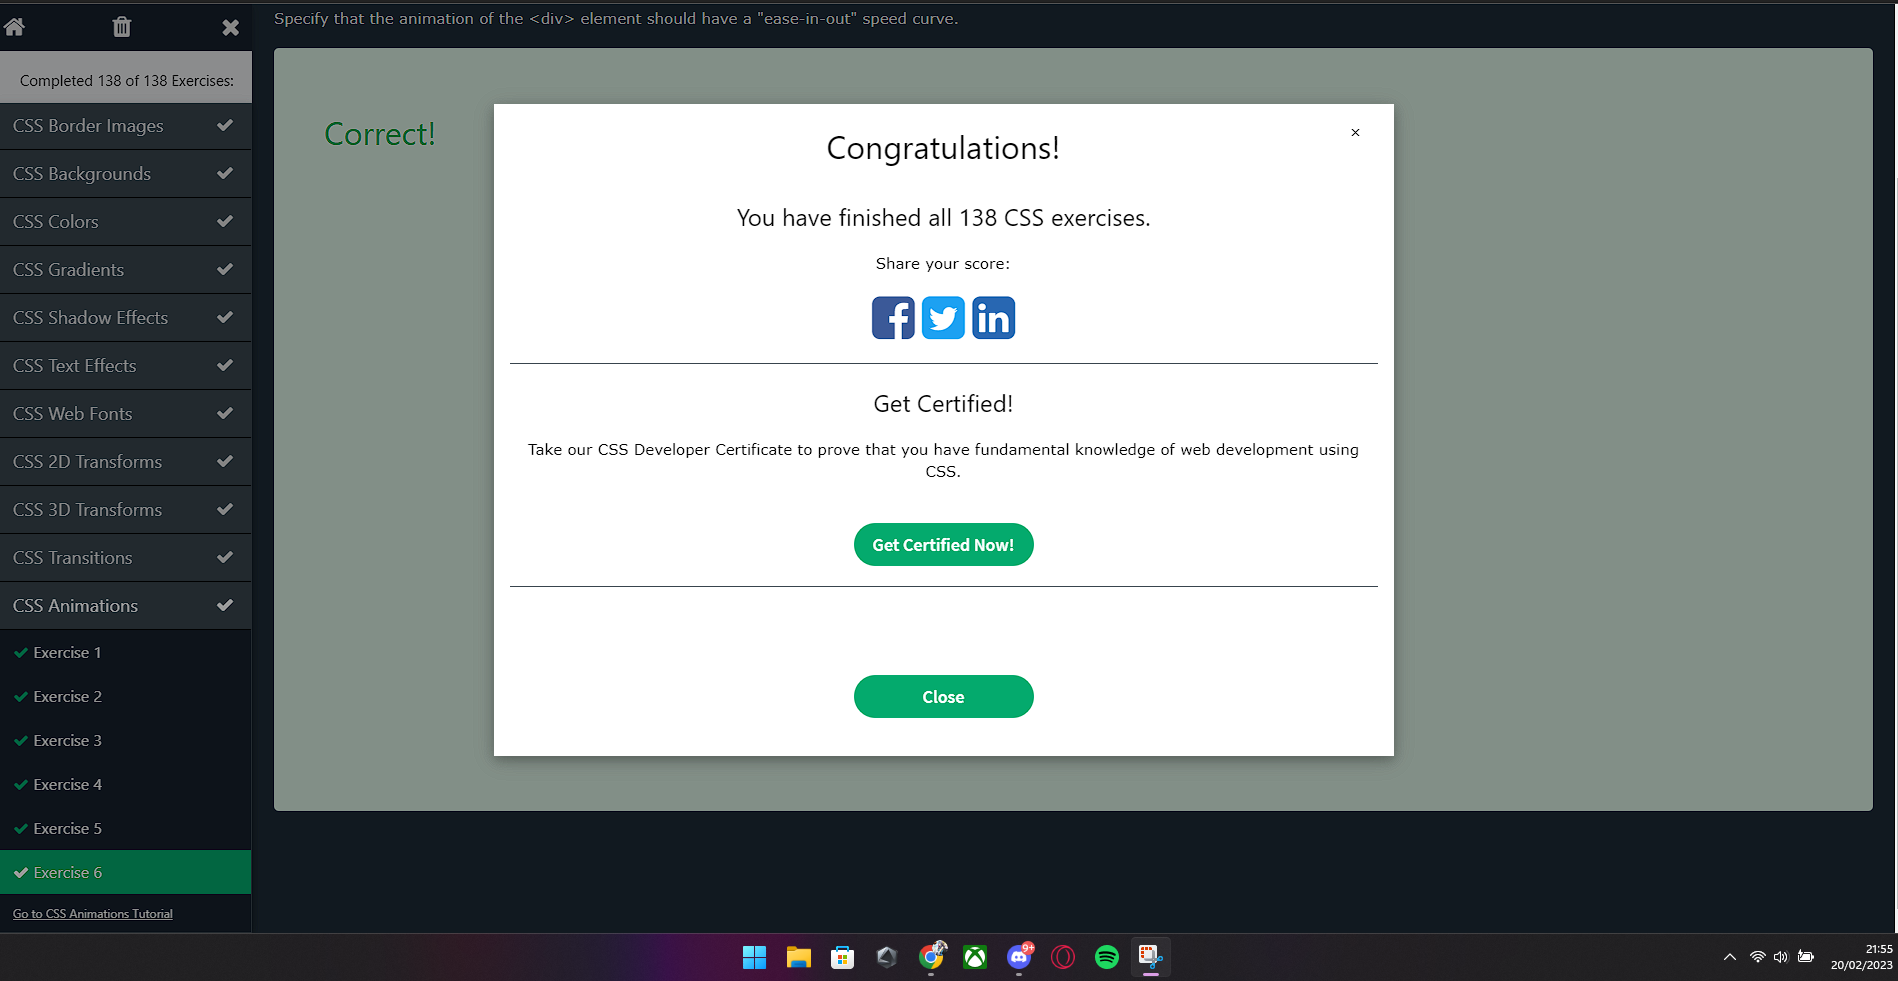 Specify that the animation of the <div> element should have a "ease-in-out" speed curve.
Completed 138 of 138 Exercises:
CSS Border Images
CSS Backgrounds
CSS Colors
CSS Gradients
CSS Shadow Effects
CSS Text Effects
CSS Web Fonts
CSS 2D Transforms
CSS 3D Transforms
CSS Transitions
CSS Animations
Exercise 1
Exercise 2
Exercise 3
Exercise 4
Exercise 5
Exercise 6
Go to CSS Animations Tutorial
Correct!
×
Congratulations!
You have finished all 138 CSS exercises.
Share your score:
Get Certified!
Take our CSS Developer Certificate to prove that you have fundamental knowledge of web development using
CSS.
Get Certified Now!
Close
9+
21:55
20/02/2023